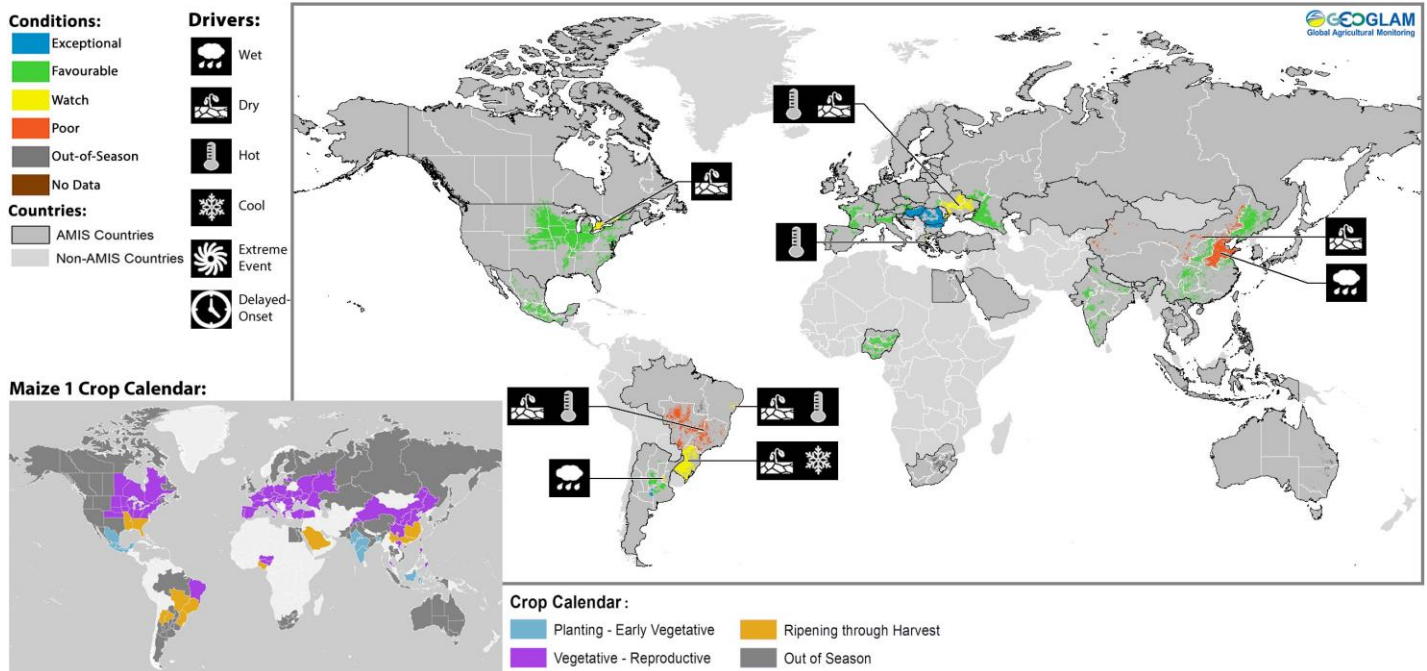 Conditions:
Exceptional
Favourable
Watch
Poor
Out-of-Season
No Data
Countries:
AMIS Countries
Non-AMIS Countries
Drivers:
Wet
Dry
Hot
Cool
Extreme
Event
Delayed-
Onset
GEOGLAM
Global Agricultural Monitoring
Maize 1 Crop Calendar:
Crop Calendar :
Planting - Early Vegetative
Vegetative - Reproductive
Ripening through Harvest
Out of Season